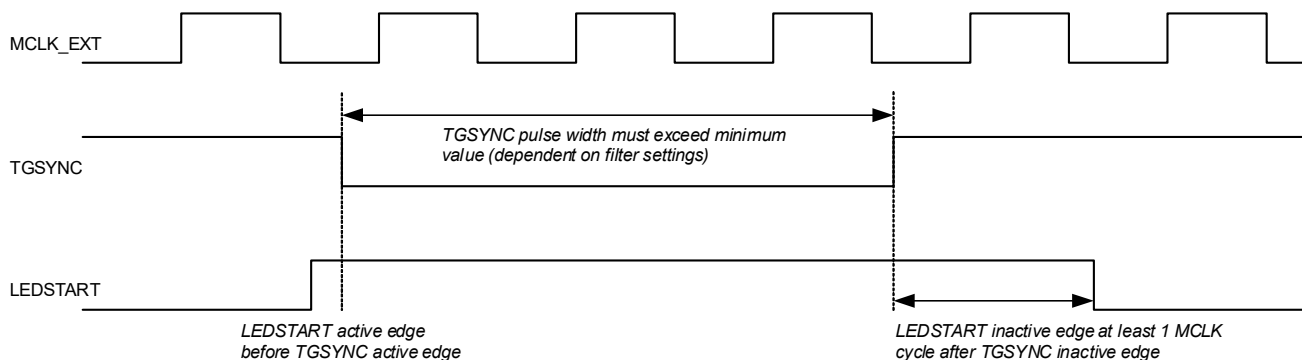 MCLK_EXT
TGSYNC pulse width must exceed minimum
value (dependent on filter settings)
TGSYNC
LEDSTART
LEDSTART active edge
before TGSYNC active edge
LEDSTART inactive edge at least 1 MCLK
cycle after TGSYNC inactive edge